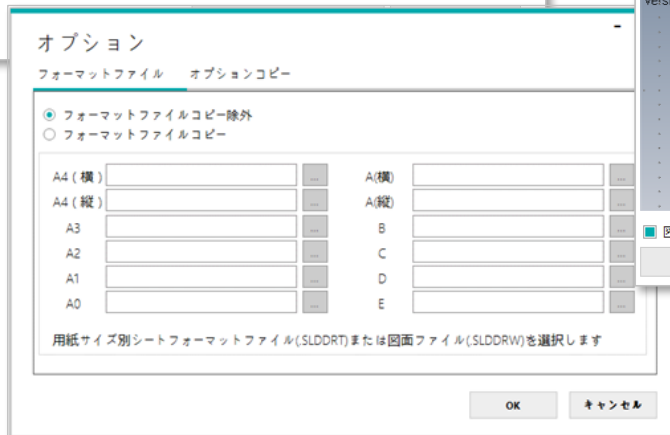 オプション
フォーマットファイル オプションコピー
フォーマットファイルコピー除外
フォーマットファイルコピー
A4 ( 横 ) ... A(横) ...
A4 ( 縦 ) ... A(縦) ...
A3 ... B ...
A2 ... C ...
A1 ... D ...
A0 ... E ...
用紙サイズ別シートフォーマットファイル(.SLDDRT)または図面ファイル(.SLDDRW)を選択します
OK キャンセル